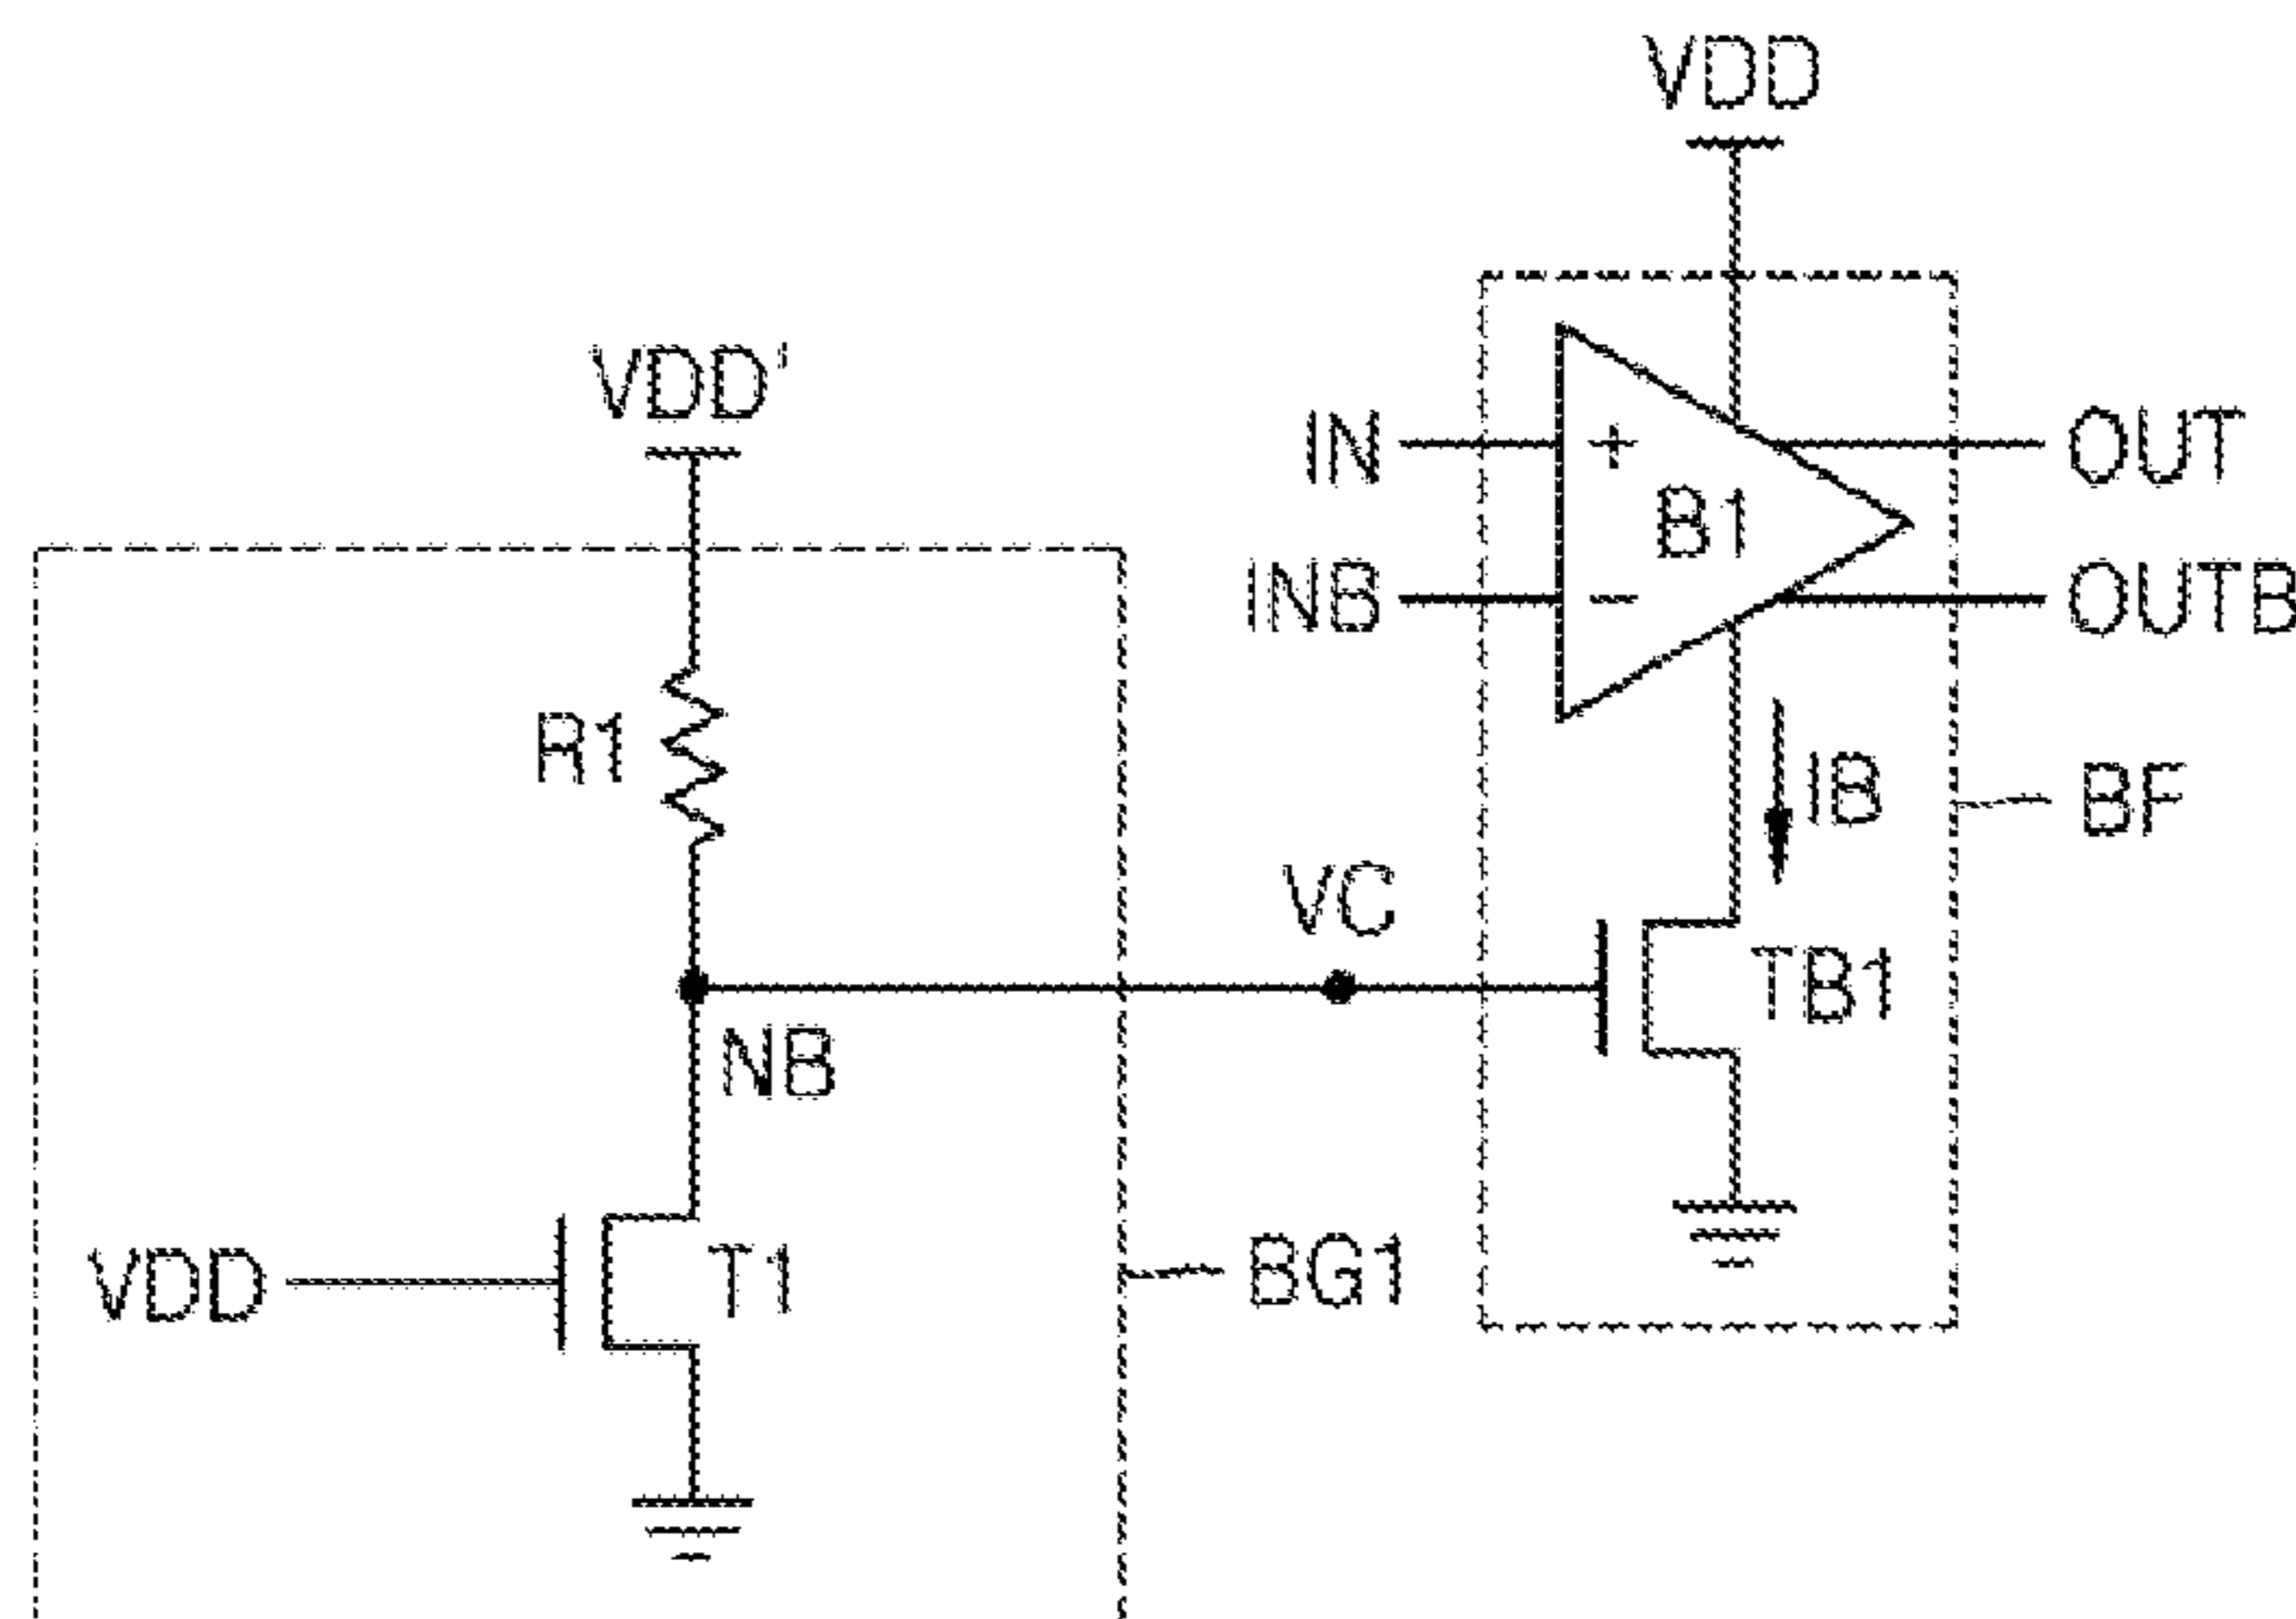 VDD
VDD'
IN
+
B1
OUT
INB
-
OUTB
R1
IB
BF
VC
TB1
NB
VDD
T1
BG1